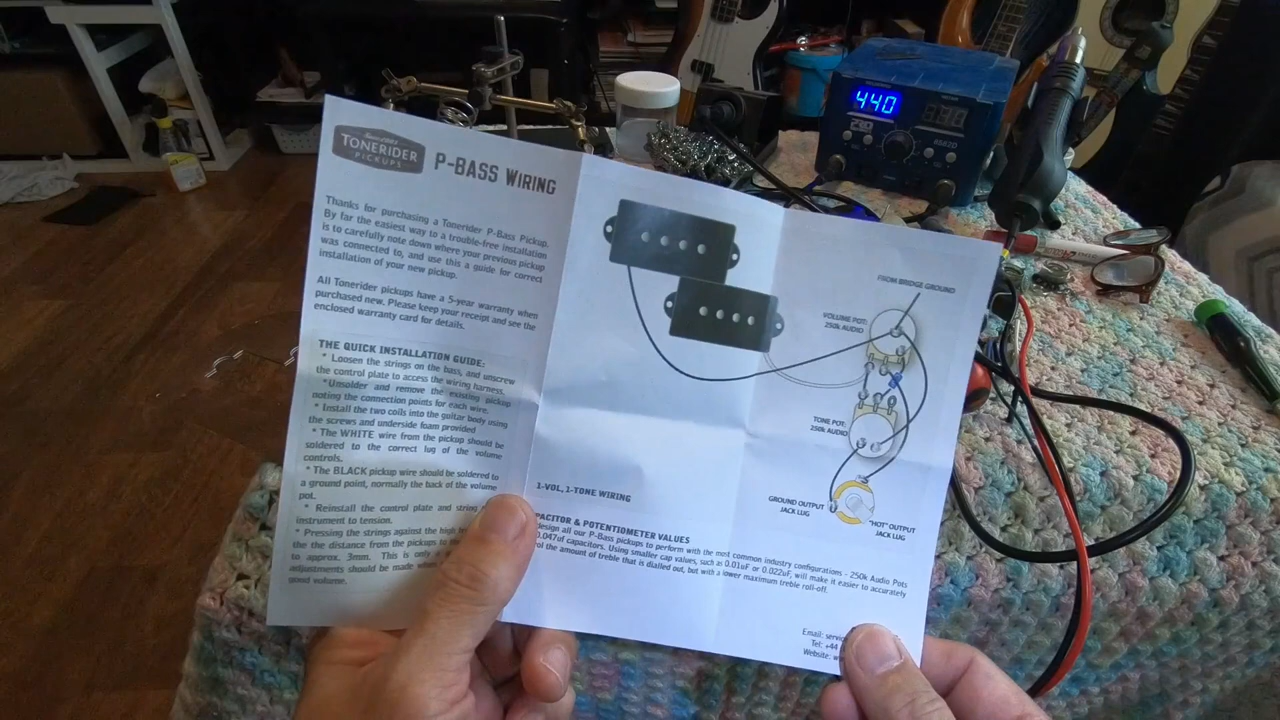 TONERIDER
PICKUPS
P-BASS WIRING
Thanks for purchasing a Tonerider P-Bass Pickup.
By far the easiest way to a trouble-free installation
is to carefully note down where your previous pickup
was connected to, and use this a guide for correct
installation of your new pickup.
All Tonerider pickups have a 5-year warranty when
purchased new. Please keep your receipt and see the
enclosed warranty card for details.
THE QUICK INSTALLATION GUIDE:
* Loosen the strings on the bass, and unscrew
the control plate to access the wiring harness.
*Unsolder and remove the existing pickup
noting the connection points for each wire.
* Install the two coils into the guitar body using
the screws and underside foam provided
* The WHITE wire from the pickup should be
soldered to the correct lug of the volume
controls.
* The BLACK pickup wire should be soldered to
a ground point, normally the back of the volume
pot.
* Reinstall the control plate and string
instrument to tension.
* Pressing the strings against the high
the the distance from the pickups to
to approx. 3mm. This is only a
adjustments should be made
good volume.
FROM BRIDGE GROUND
VOLUME POT:
250k AUDIO
TONE POT:
250k AUDIO
GROUND OUTPUT
JACK LUG
"HOT" OUTPUT
JACK LUG
1-VOL, 1-TONE WIRING
PACITOR & POTENTIOMETER VALUES
design all our P-Bass pickups to perform with the most common industry configurations - 250k Audio Pots
0.047uf capacitors. Using smaller cap values, such as 0.01uF or 0.022uF, will make it easier to accurately
ol the amount of treble that is dialled out, but with a lower maximum treble roll-off.
Email: servic
Tel: +44
Website: w
440